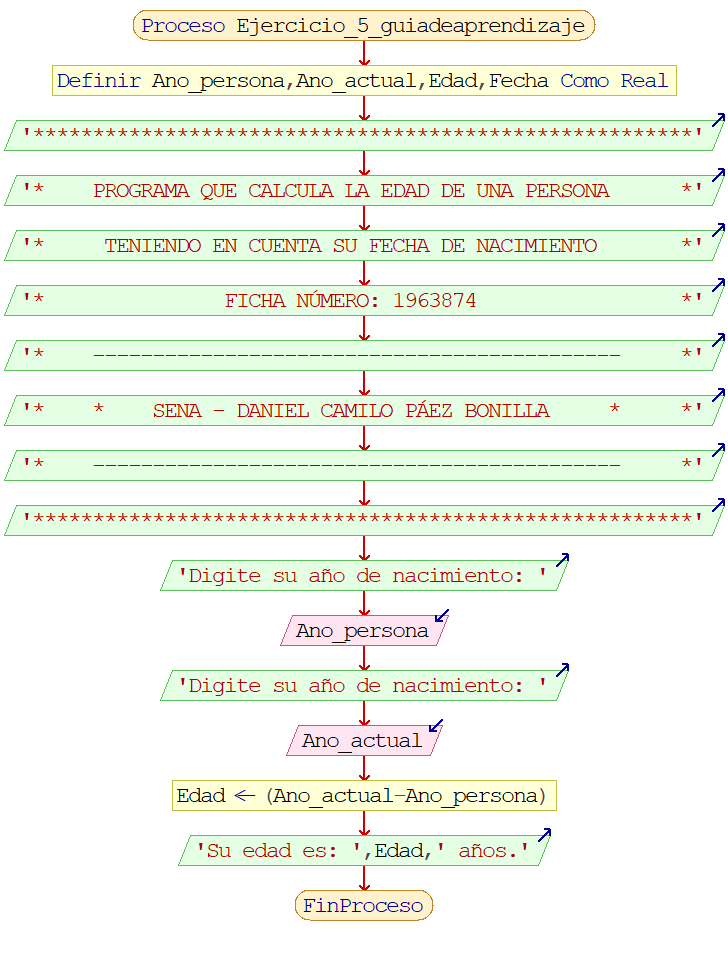 Proceso Ejercicio_5_guiadeaprendizaje
Definir Ano_persona,Ano_actual,Edad,Fecha Como Real
'*******************************************************'
'*    PROGRAMA QUE CALCULA LA EDAD DE UNA PERSONA      *'
'*     TENIENDO EN CUENTA SU FECHA DE NACIMIENTO       *'
'*               FICHA NÚMERO: 1963874                 *'
'*    --------------------------------------------     *'
'*    *    SENA - DANIEL CAMILO PÁEZ BONILLA     *     *'
'*    --------------------------------------------     *'
'*******************************************************'
'Digite su año de nacimiento: '
Ano_persona
'Digite su año de nacimiento: '
Ano_actual
Edad <- (Ano_actual-Ano_persona)
'Su edad es: ',Edad,' años.'
FinProceso